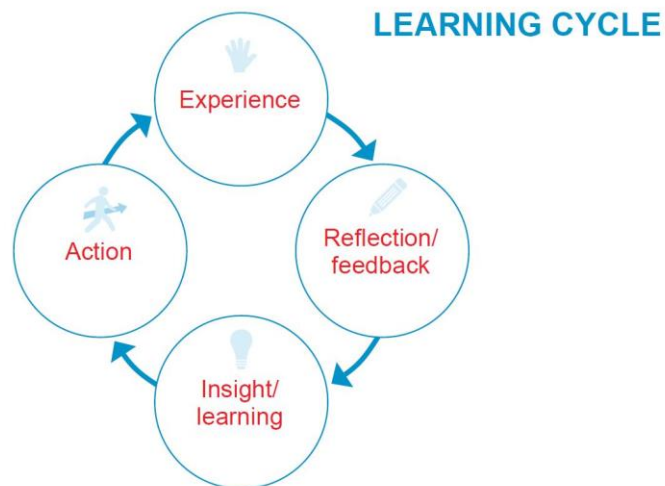 LEARNING CYCLE
Experience
Reflection/
feedback
Insight/
learning
Action